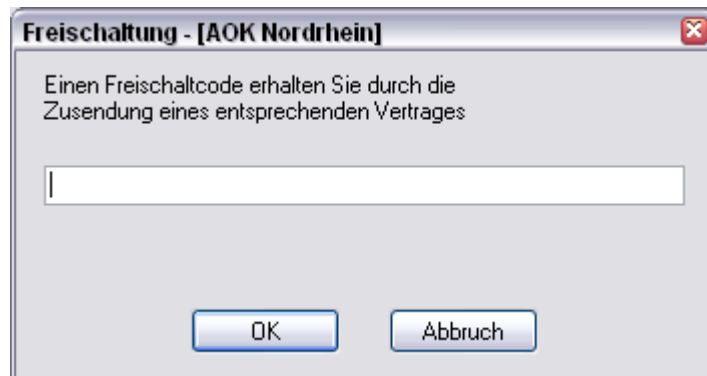 Freischaltung - [AOK Nordrhein]
Einen Freischaltcode erhalten Sie durch die
Zusendung eines entsprechenden Vertrages
OK
Abbruch